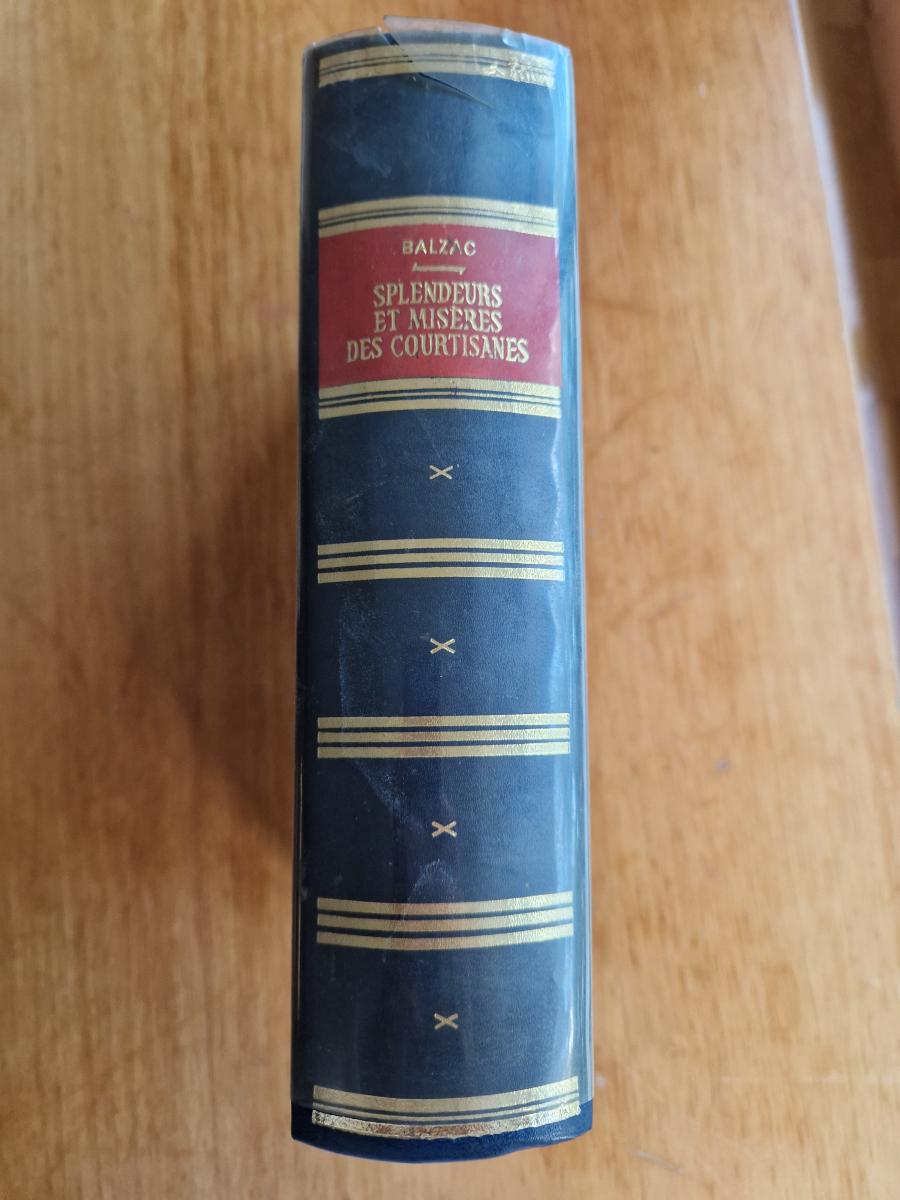 BALZAC
SPLENDEURS
ET MISÈRES
DES COURTISANES